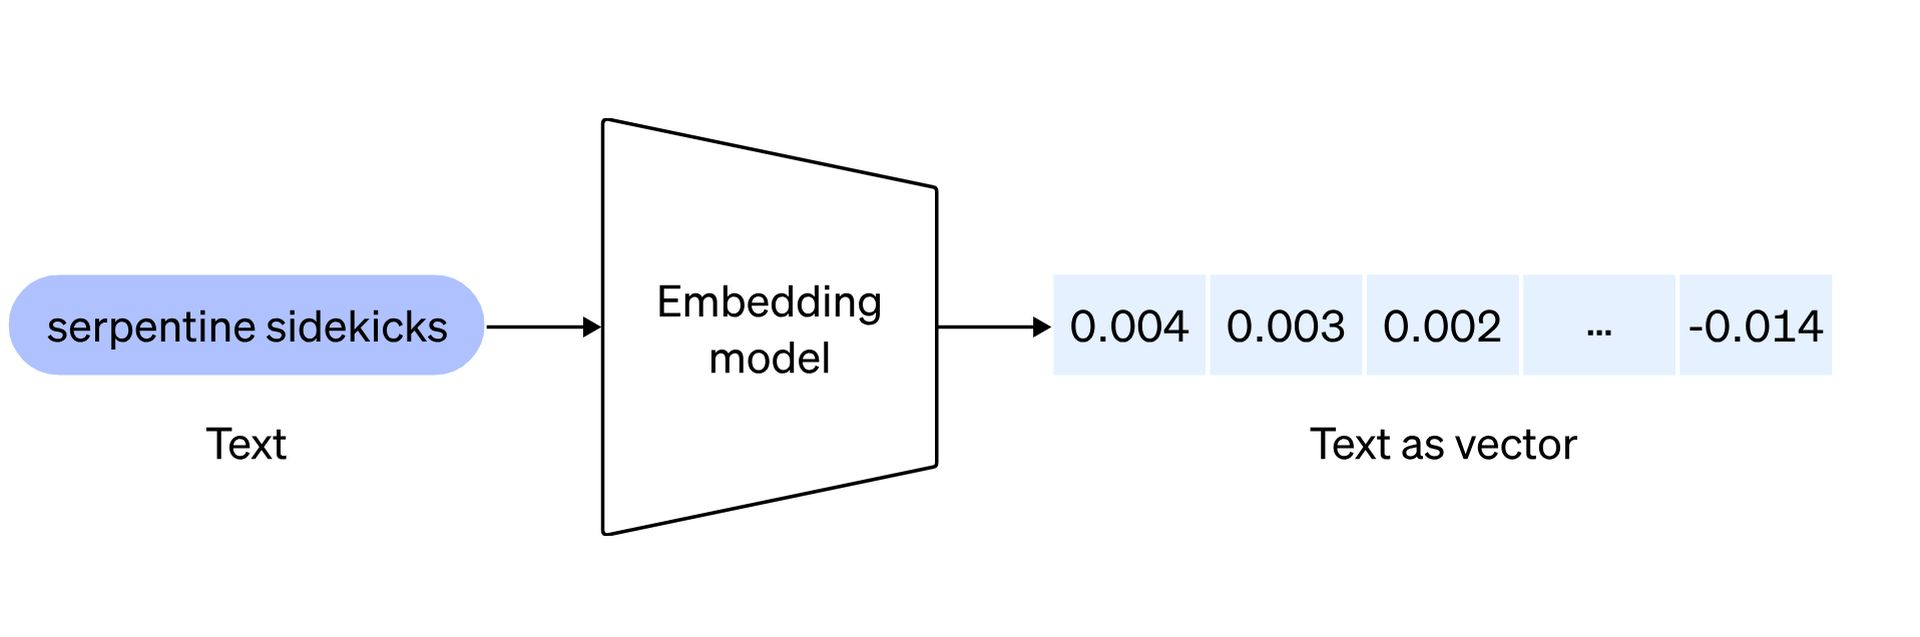 serpentine sidekicks
Text
Embedding
model
0.004 0.003 0.002 ... -0.014
Text as vector